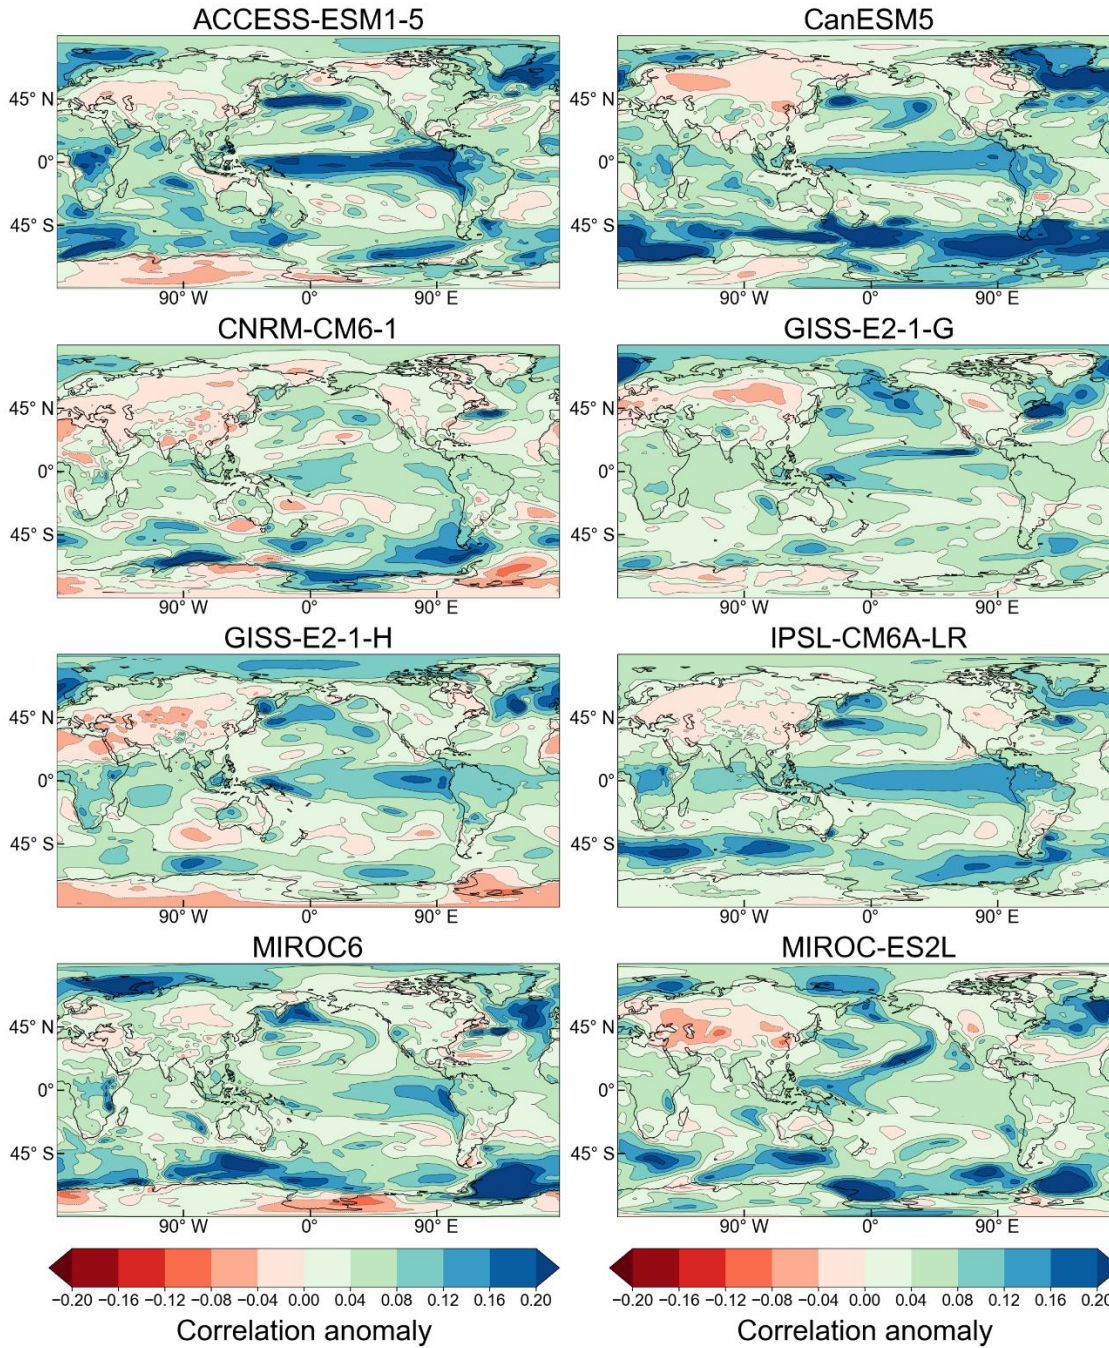 ACCESS-ESM1-5 CanESM5
45° N 45° N
0° 0°
45° S 45° S
90° W 0° 90° E 90° W 0° 90° E
CNRM-CM6-1 GISS-E2-1-G
45° N 45° N
0° 0°
45° S 45° S
90° W 0° 90° E 90° W 0° 90° E
GISS-E2-1-H IPSL-CM6A-LR
45° N 45° N
0° 0°
45° S 45° S
90° W 0° 90° E 90° W 0° 90° E
MIROC6 MIROC-ES2L
45° N 45° N
0° 0°
45° S 45° S
90° W 0° 90° E 90° W 0° 90° E
−0.20 −0.16 −0.12 −0.08 −0.04 0.00 0.04 0.08 0.12 0.16 0.20 −0.20 −0.16 −0.12 −0.08 −0.04 0.00 0.04 0.08 0.12 0.16 0.20
Correlation anomaly Correlation anomaly